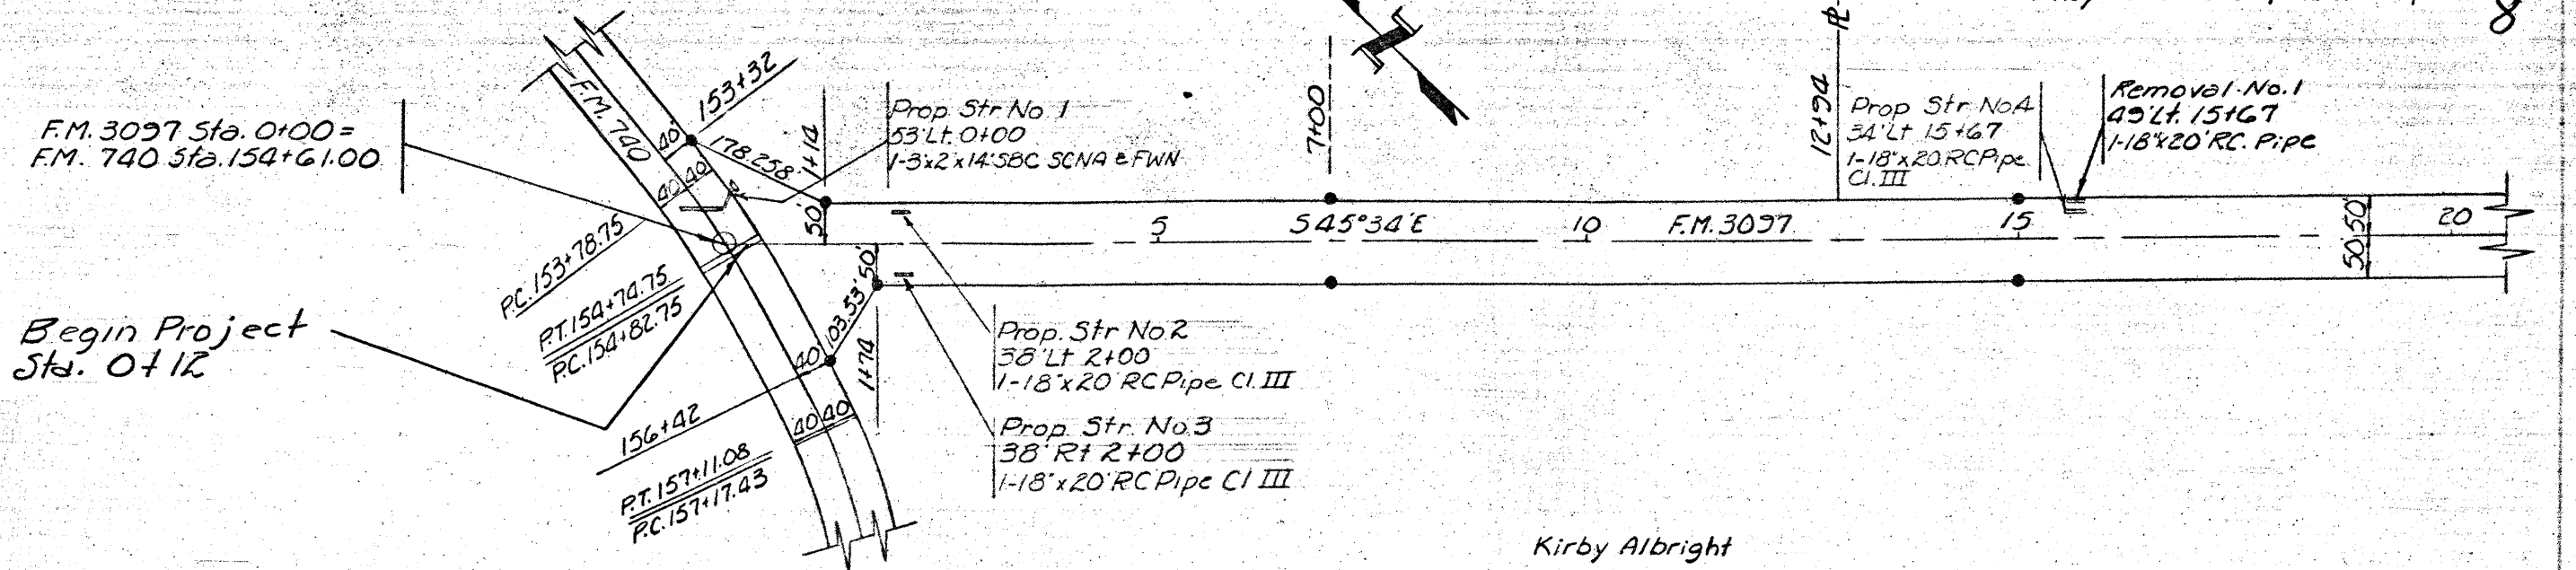 F.M. 3097 Sta. 0+00 =
F.M. 740 Sta. 154+61.00
F.M. 740
153+32
40
178.258
1+14
40 40
50'
Prop. Str No 1
53' Lt. 0+00
1-3'x2'x14' SBC SCNA & FWN
7+00
12+94
Prop Str No4
34' Lt 15+67
1-18"x20' RC Pipe
Cl. III
Removal No. 1
49' Lt. 15+67
1-18"x20' RC. Pipe
5
S 45°34' E
10
F.M. 3097
15
20
50' 50'
P.C. 153+78.75
P.T. 154+74.75
P.C. 154+82.75
Begin Project
Sta. 0+12
50'
103.53'
1+74
40
156+42
40 40
P.T. 157+11.08
P.C. 157+17.43
Prop. Str No.2
38' Lt 2+00
1-18"x20' RC Pipe Cl. III
Prop. Str. No.3
38' Rt 2+00
1-18"x20' RC Pipe Cl III
Kirby Albright